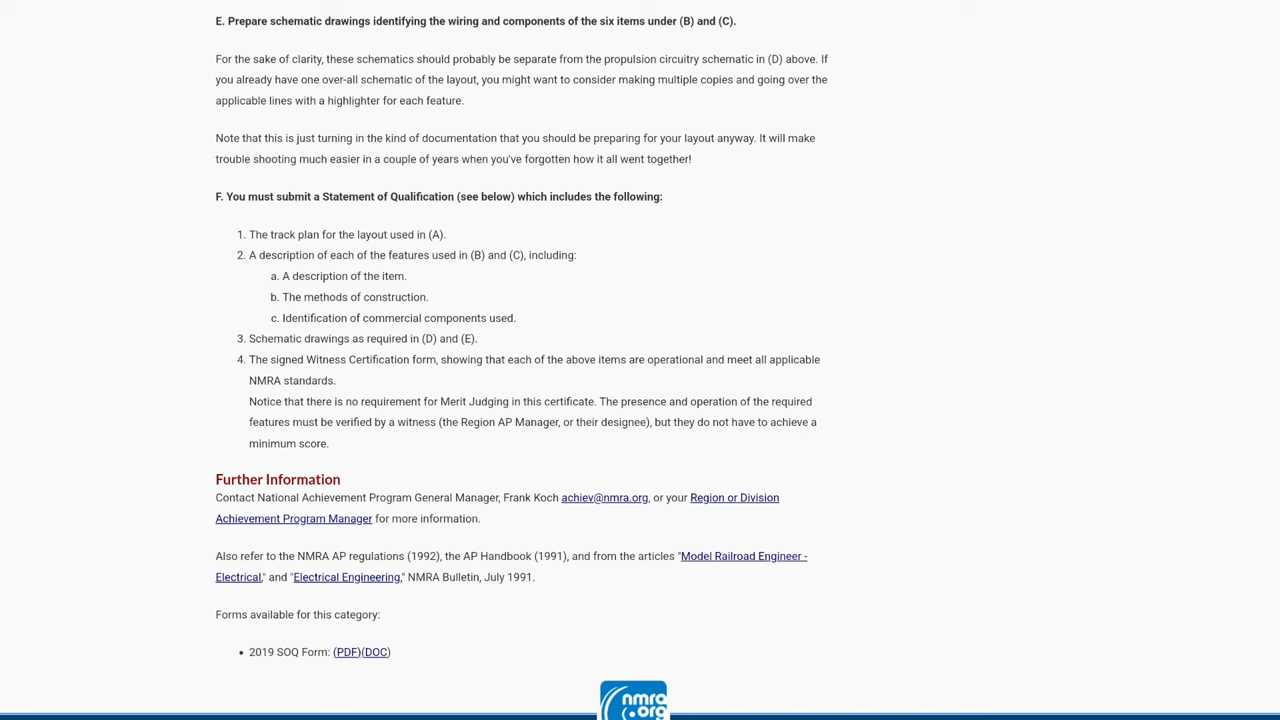 E. Prepare schematic drawings identifying the wiring and components of the six items under (B) and (C).
For the sake of clarity, these schematics should probably be separate from the propulsion circuitry schematic in (D) above. If
you already have one over-all schematic of the layout, you might want to consider making multiple copies and going over the
applicable lines with a highlighter for each feature.
Note that this is just turning in the kind of documentation that you should be preparing for your layout anyway. It will make
trouble shooting much easier in a couple of years when you've forgotten how it all went together!
F. You must submit a Statement of Qualification (see below) which includes the following:
1. The track plan for the layout used in (A).
2. A description of each of the features used in (B) and (C), including:
a. A description of the item.
b. The methods of construction.
c. Identification of commercial components used.
3. Schematic drawings as required in (D) and (E).
4. The signed Witness Certification form, showing that each of the above items are operational and meet all applicable
NMRA standards.
Notice that there is no requirement for Merit Judging in this certificate. The presence and operation of the required
features must be verified by a witness (the Region AP Manager, or their designee), but they do not have to achieve a
minimum score.
Further Information
Contact National Achievement Program General Manager, Frank Koch achiev@nmra.org, or your Region or Division
Achievement Program Manager for more information.
Also refer to the NMRA AP regulations (1992), the AP Handbook (1991), and from the articles "Model Railroad Engineer -
Electrical," and "Electrical Engineering," NMRA Bulletin, July 1991.
Forms available for this category:
• 2019 SOQ Form: (PDF)(DOC)
nmra
.org